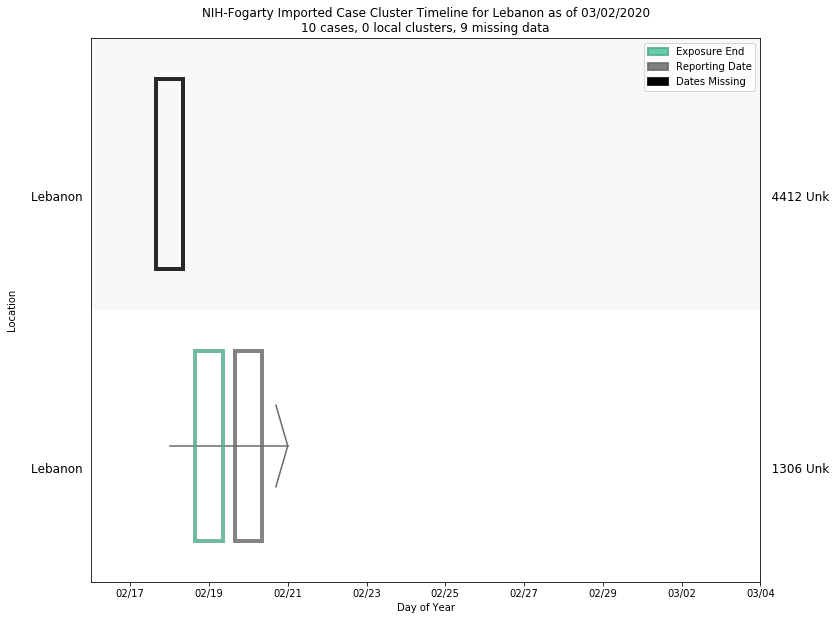 NIH-Fogarty Imported Case Cluster Timeline for Lebanon as of 03/02/2020
10 cases, 0 local clusters, 9 missing data
Exposure End
Reporting Date
Dates Missing
Lebanon
4412 Unk
Location
Lebanon
1306 Unk
02/17 02/19 02/21 02/23 02/25 02/27 02/29 03/02 03/04
Day of Year